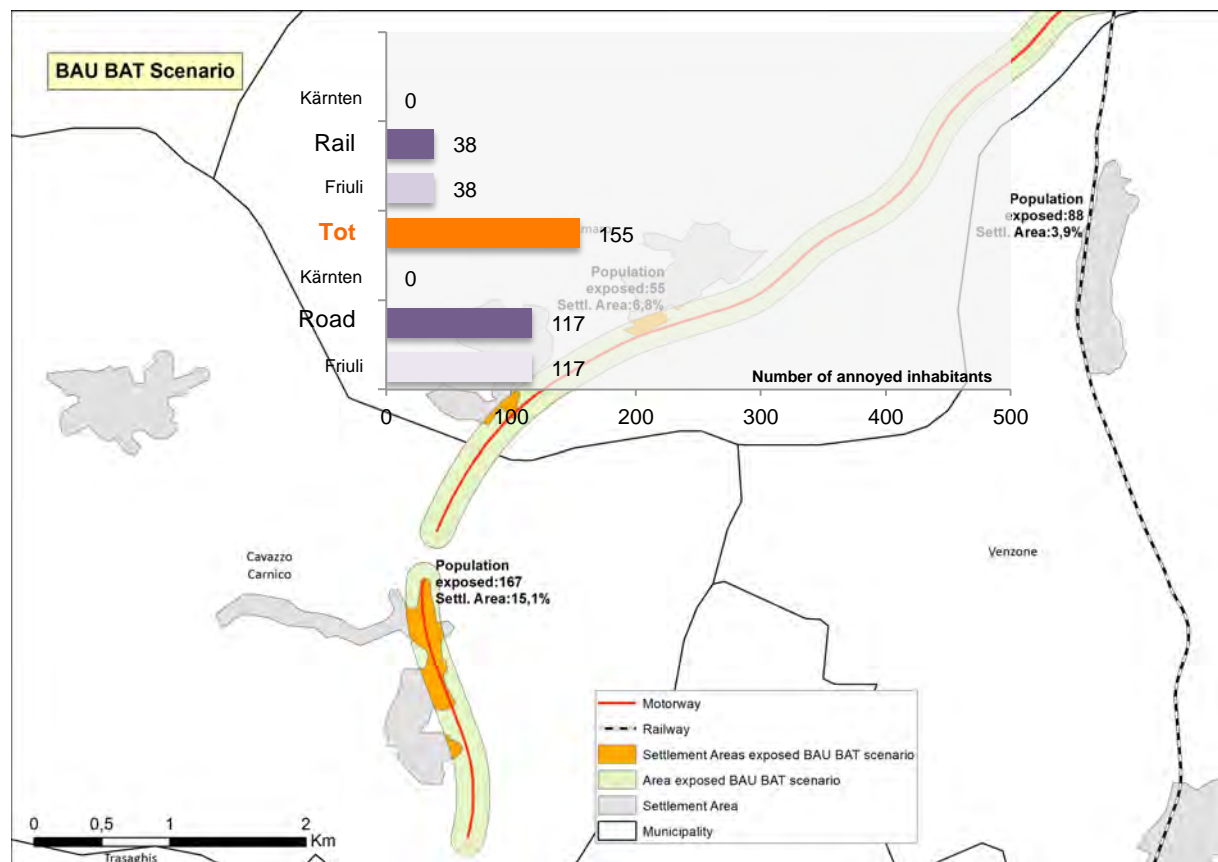 BAU BAT Scenario
Kärnten
0
Rail
38
Friuli
38
Tot
155
Kärnten
0
Road
117
Friuli
117
Number of annoyed inhabitants
0
100
200
300
400
500
Population
exposed:88
Settl. Area:3,9%
Population
exposed:55
Settl. Area:6,8%
Cavazzo
Carnico
Population
exposed:167
Settl. Area:15,1%
Venzone
Motorway
Railway
Settlement Areas exposed BAU BAT scenario
Area exposed BAU BAT scenario
Settlement Area
Municipality
0 0,5 1 2
Km
Trasaghis